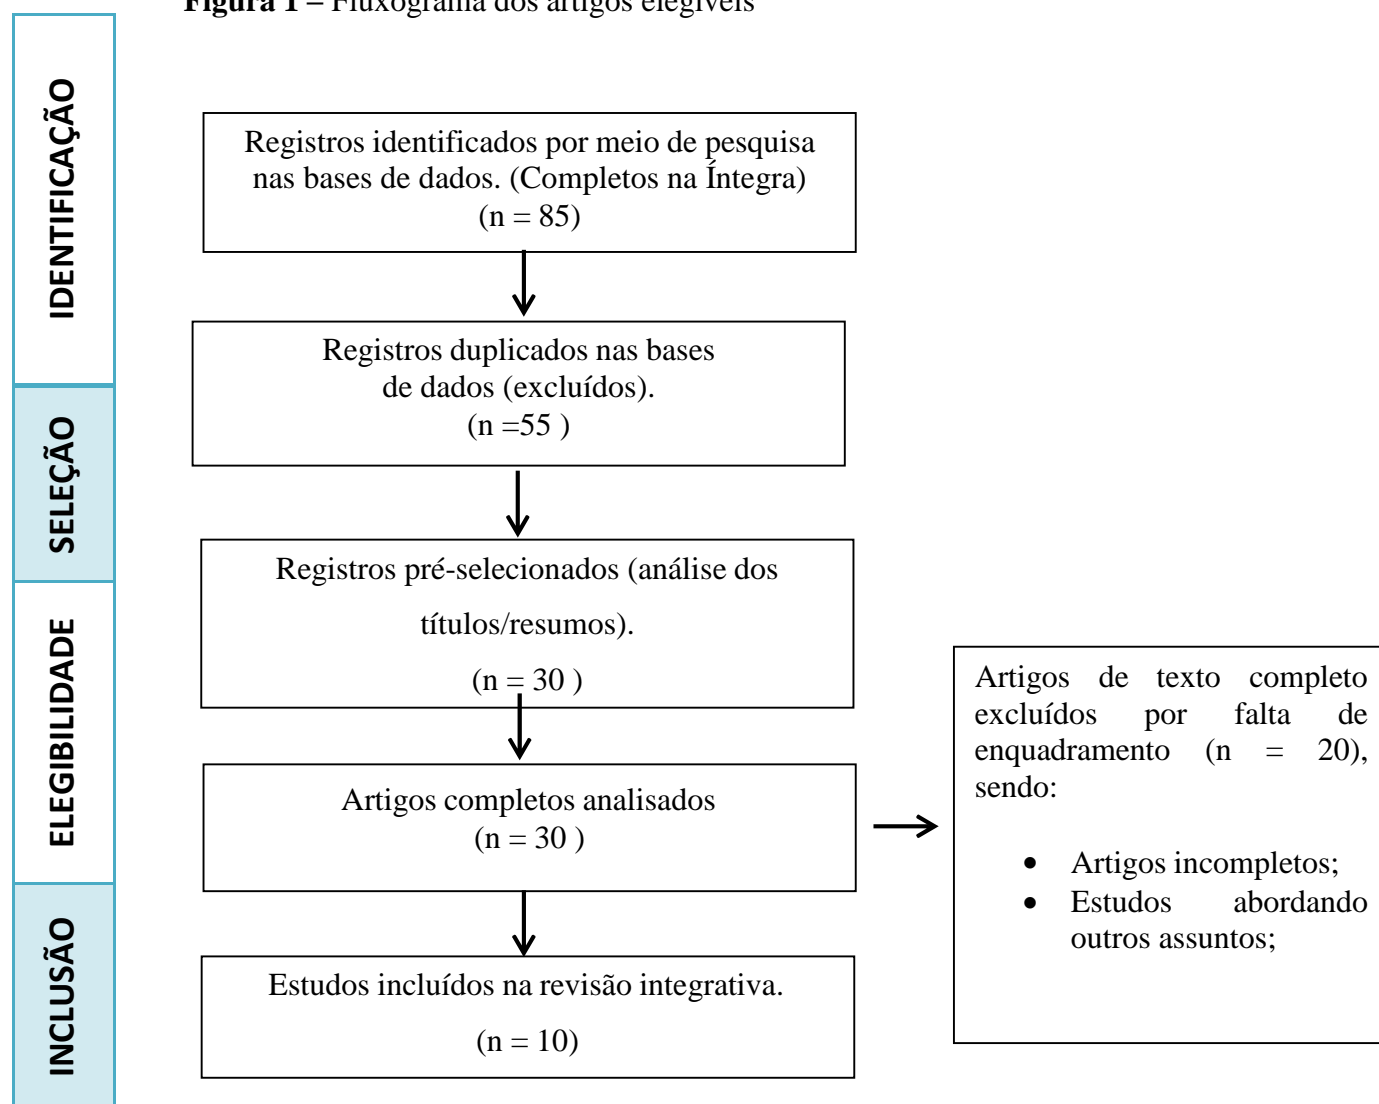 Figura 1 – Fluxograma dos artigos elegíveis
IDENTIFICAÇÃO
Registros identificados por meio de pesquisa
nas bases de dados. (Completos na Íntegra)
(n = 85)
Registros duplicados nas bases
de dados (excluídos).
(n =55 )
SELEÇÃO
Registros pré-selecionados (análise dos
títulos/resumos).
(n = 30 )
ELEGIBILIDADE
Artigos completos analisados
(n = 30 )
Artigos de texto completo
excluídos por falta de
enquadramento (n = 20),
sendo:
• Artigos incompletos;
• Estudos abordando
outros assuntos;
INCLUSÃO
Estudos incluídos na revisão integrativa.
(n = 10)